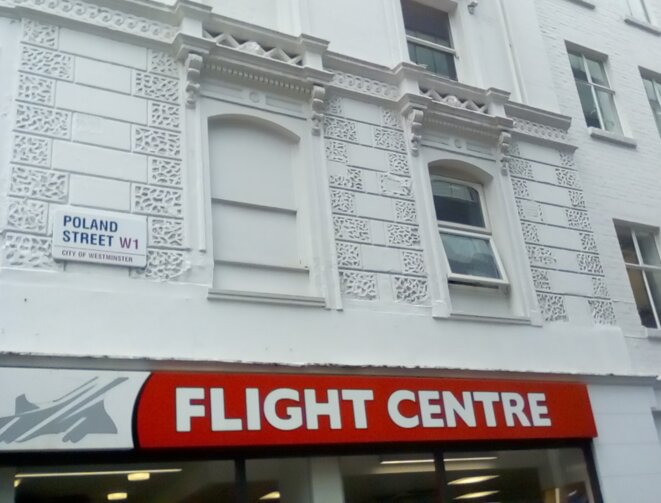 POLAND
STREET W1
CITY OF WESTMINSTER
FLIGHT CENTRE